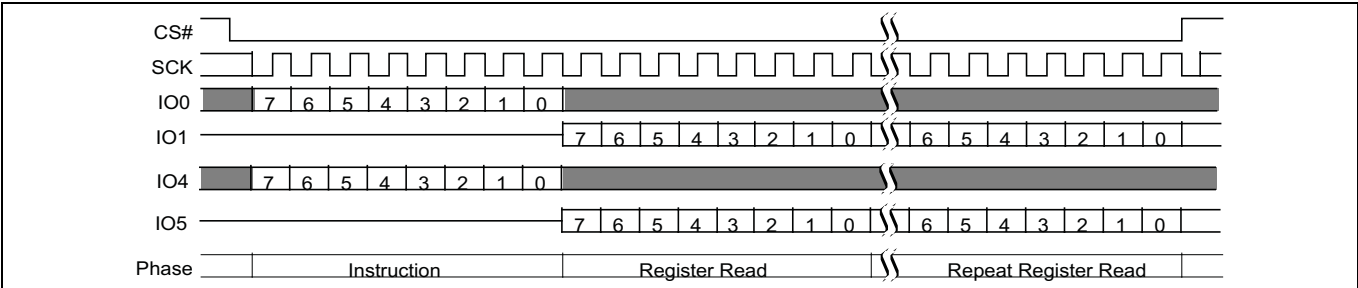 CS#
SCK
IO0 7 6 5 4 3 2 1 0
IO1 7 6 5 4 3 2 1 0 6 5 4 3 2 1 0
IO4 7 6 5 4 3 2 1 0
IO5 7 6 5 4 3 2 1 0 6 5 4 3 2 1 0
Phase Instruction Register Read Repeat Register Read